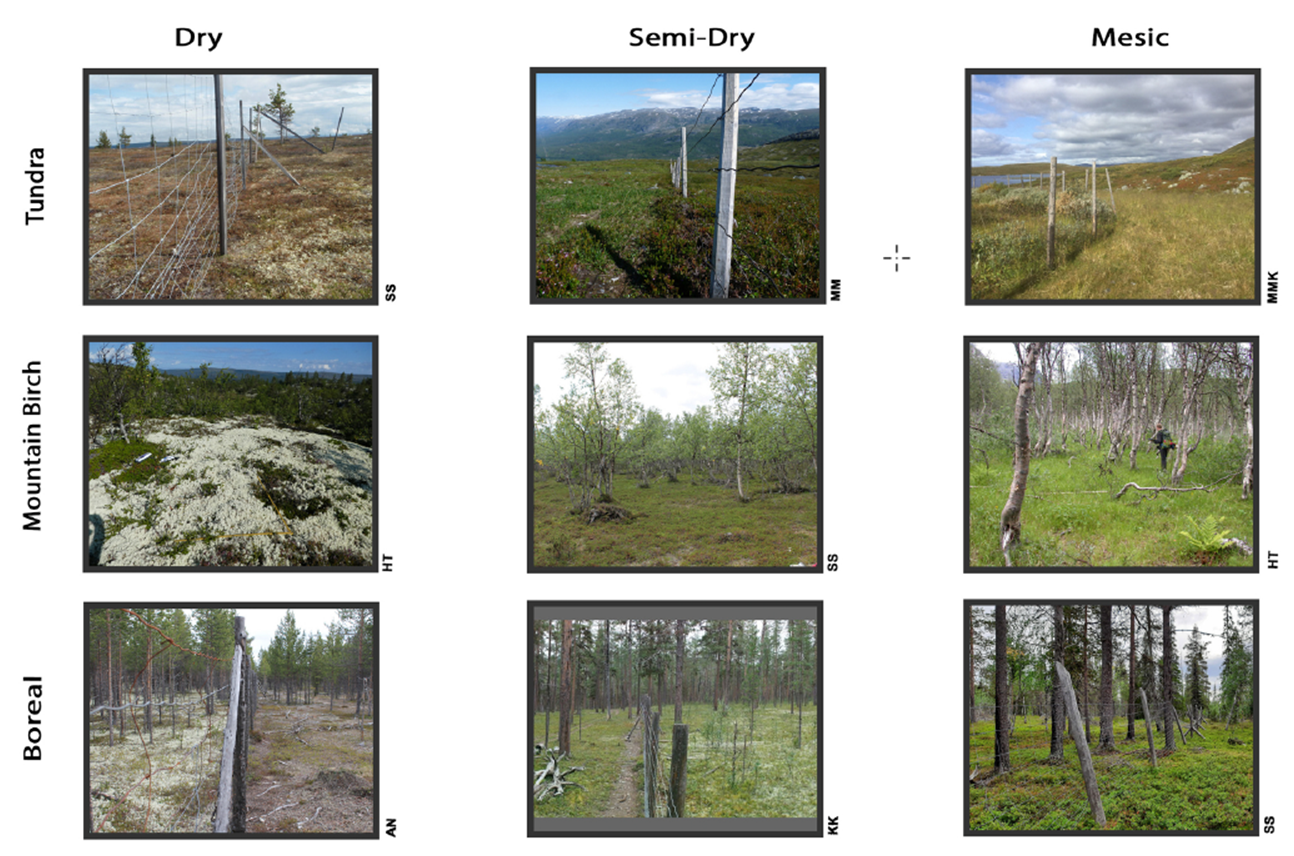 Dry Semi-Dry Mesic
Tundra
SS MM MMK
Mountain Birch
HT SS HT
Boreal
AN KK SS